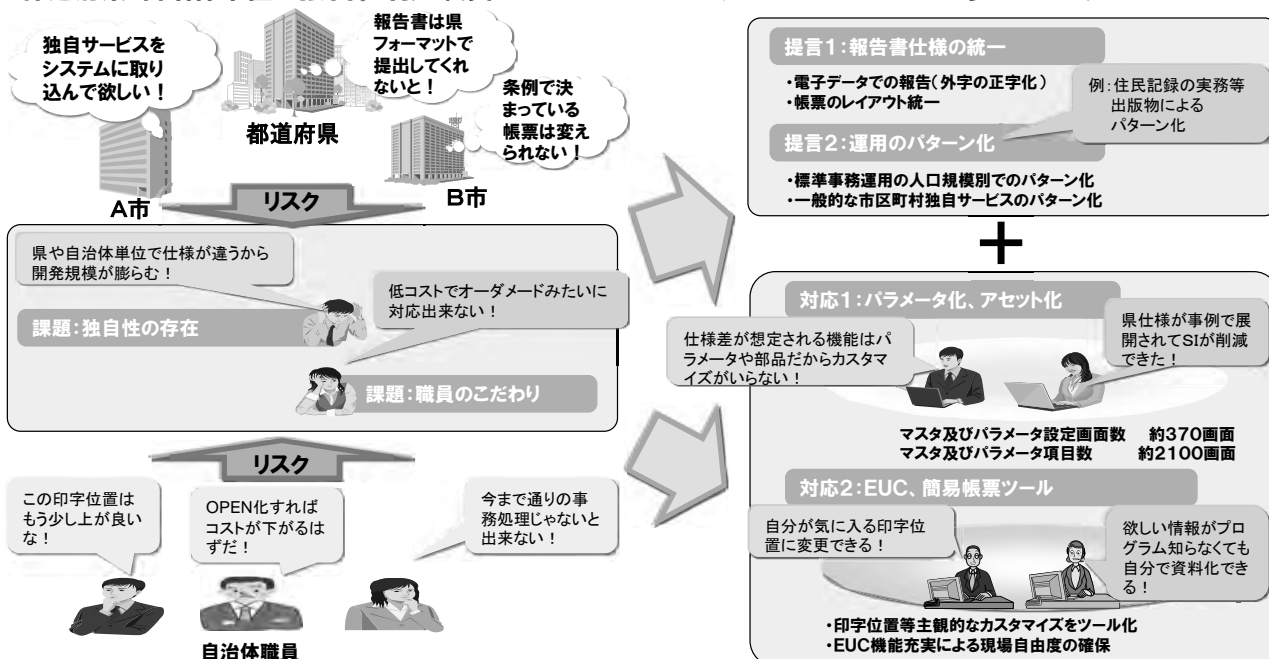 独自サービスを
システムに取り
込んで欲しい！
報告書は県
フォーマットで
提出してくれ
ないと！
条例で決
まっている
帳票は変え
られない！
都道府県
A市
B市
リスク
県や自治体単位で仕様が違うから
開発規模が膨らむ！
低コストでオーダメードみたいに
対応出来ない！
課題：独自性の存在
課題：職員のこだわり
リスク
この印字位置は
もう少し上が良い
な！
OPEN化すれば
コストが下がるは
ずだ！
今まで通りの事
務処理じゃないと
出来ない！
自治体職員
提言1：報告書仕様の統一
・電子データでの報告（外字の正字化）
・帳票のレイアウト統一
例：住民記録の実務等
出版物による
パターン化
提言2：運用のパターン化
・標準事務運用の人口規模別でのパターン化
・一般的な市区町村独自サービスのパターン化
＋
対応1：パラメータ化、アセット化
仕様差が想定される機能はパ
ラメータや部品だからカスタマ
イズがいらない！
県仕様が事例で展
開されてSIが削減
できた！
マスタ及びパラメータ設定画面数　約370画面
マスタ及びパラメータ項目数　約2100画面
対応2：EUC、簡易帳票ツール
自分が気に入る印字位
置に変更できる！
欲しい情報がプロ
グラム知らなくても
自分で資料化でき
る！
・印字位置等主観的なカスタマイズをツール化
・EUC機能充実による現場自由度の確保